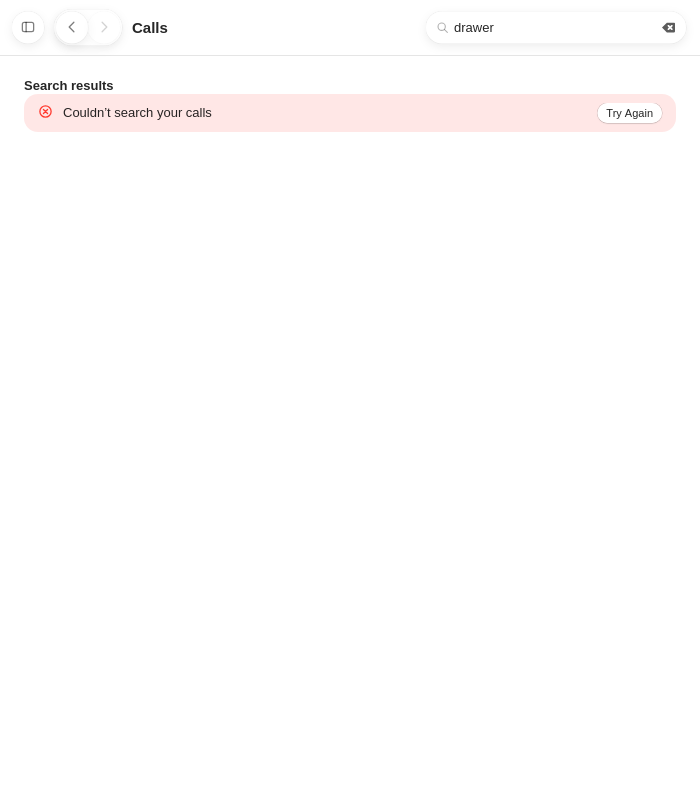 Calls
drawer
Search results
Couldn’t search your calls
Try Again